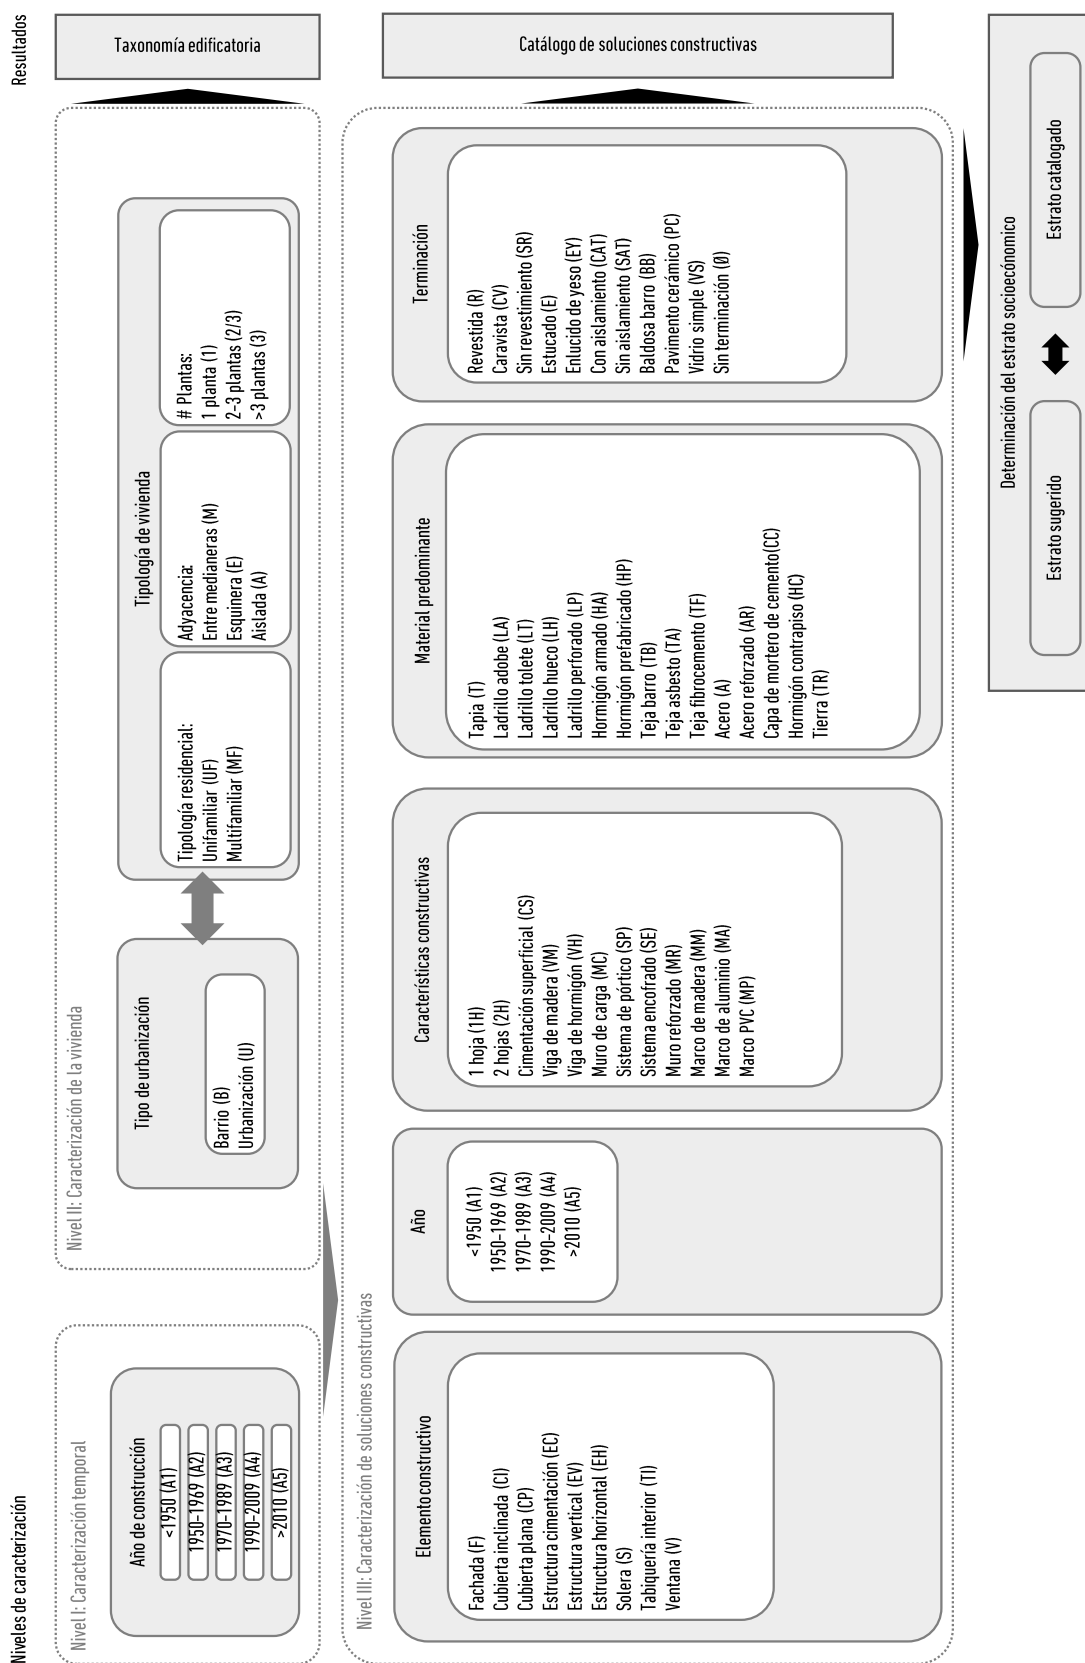 Niveles de caracterización
Resultados
Nivel I: Caracterización temporal
Año de construcción
<1950 (A1)
1950-1969 (A2)
1970-1989 (A3)
1990-2009 (A4)
>2010 (A5)
Nivel II: Caracterización de la vivienda
Tipo de urbanización
Barrio (B)
Urbanización (U)
Tipología de vivienda
Tipología residencial:
Unifamiliar (UF)
Multifamiliar (MF)
Adyacencia:
Entre medianeras (M)
Esquinera (E)
Aislada (A)
# Plantas:
1 planta (1)
2-3 plantas (2/3)
>3 plantas (3)
Taxonomía edificatoria
Nivel III: Caracterización de soluciones constructivas
Elemento constructivo
Fachada (F)
Cubierta inclinada (CI)
Cubierta plana (CP)
Estructura cimentación (EC)
Estructura vertical (EV)
Estructura horizontal (EH)
Solera (S)
Tabiquería interior (TI)
Ventana (V)
Año
<1950 (A1)
1950-1969 (A2)
1970-1989 (A3)
1990-2009 (A4)
>2010 (A5)
Características constructivas
1 hoja (1H)
2 hojas (2H)
Cimentación superficial (CS)
Viga de madera (VM)
Viga de hormigón (VH)
Muro de carga (MC)
Sistema de pórtico (SP)
Sistema encofrado (SE)
Muro reforzado (MR)
Marco de madera (MM)
Marco de aluminio (MA)
Marco PVC (MP)
Material predominante
Tapia (T)
Ladrillo adobe (LA)
Ladrillo tolete (LT)
Ladrillo hueco (LH)
Ladrillo perforado (LP)
Hormigón armado (HA)
Hormigón prefabricado (HP)
Teja barro (TB)
Teja asbesto (TA)
Teja fibrocemento (TF)
Acero (A)
Acero reforzado (AR)
Capa de mortero de cemento(CC)
Hormigón contrapiso (HC)
Tierra (TR)
Terminación
Revestida (R)
Caravista (CV)
Sin revestimiento (SR)
Estucado (E)
Enlucido de yeso (EY)
Con aislamiento (CAT)
Sin aislamiento (SAT)
Baldosa barro (BB)
Pavimento cerámico (PC)
Vidrio simple (VS)
Sin terminación (Ø)
Catálogo de soluciones constructivas
Determinación del estrato socioecónomico
Estrato sugerido
Estrato catalogado